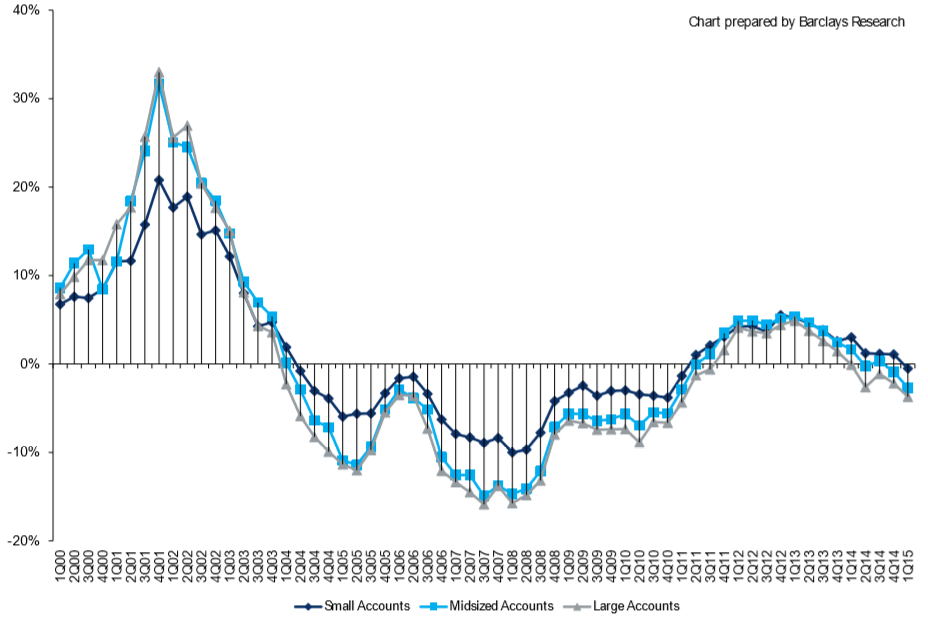 40%
Chart prepared by Barclays Research
30%
20%
10%
0%
-10%
-20%
1Q00
2Q00
3Q00
4Q00
1Q01
2Q01
3Q01
4Q01
1Q02
2Q02
3Q02
4Q02
1Q03
2Q03
3Q03
4Q03
1Q04
2Q04
3Q04
4Q04
1Q05
2Q05
3Q05
4Q05
1Q06
2Q06
3Q06
4Q06
1Q07
2Q07
3Q07
4Q07
1Q08
2Q08
3Q08
4Q08
1Q09
2Q09
3Q09
4Q09
1Q10
2Q10
3Q10
4Q10
1Q11
2Q11
3Q11
4Q11
1Q12
2Q12
3Q12
4Q12
1Q13
2Q13
3Q13
4Q13
1Q14
2Q14
3Q14
4Q14
1Q15
Small Accounts Midsized Accounts Large Accounts